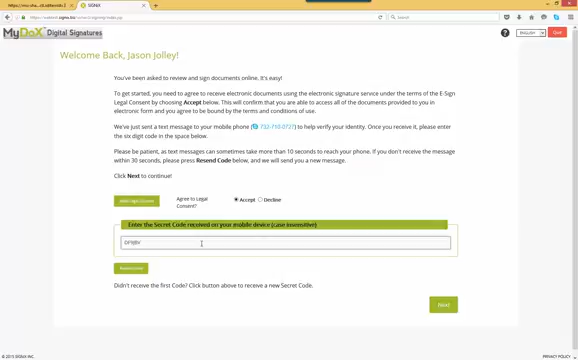 SIGNiX
MyDoX Digital Signatures
ENGLISH
Quit
Welcome Back, Jason Jolley!
You've been asked to review and sign documents online. It's easy!
To get started, you need to agree to receive electronic documents using the electronic signature service under the terms of the E-Sign
Legal Consent by choosing Accept below. This will confirm that you are able to access all of the documents provided to you in
electronic form and you agree to be bound by the terms and conditions of use.
We've just sent a text message to your mobile phone ( 732-710-0727) to help verify your identity. Once you receive it, please enter
the six digit code in the space below.
Please be patient, as text messages can sometimes take more than 10 seconds to reach your phone. If you don't receive the message
within 30 seconds, please press Resend Code below, and we will send you a new message.
Click Next to continue!
Agree to Legal
Consent?
Accept
Decline
Enter the Secret Code received on your mobile device (case insensitive)
Didn't receive the first Code? Click button above to receive a new Secret Code.
Next
© 2015 SIGNiX INC.
PRIVACY POLICY